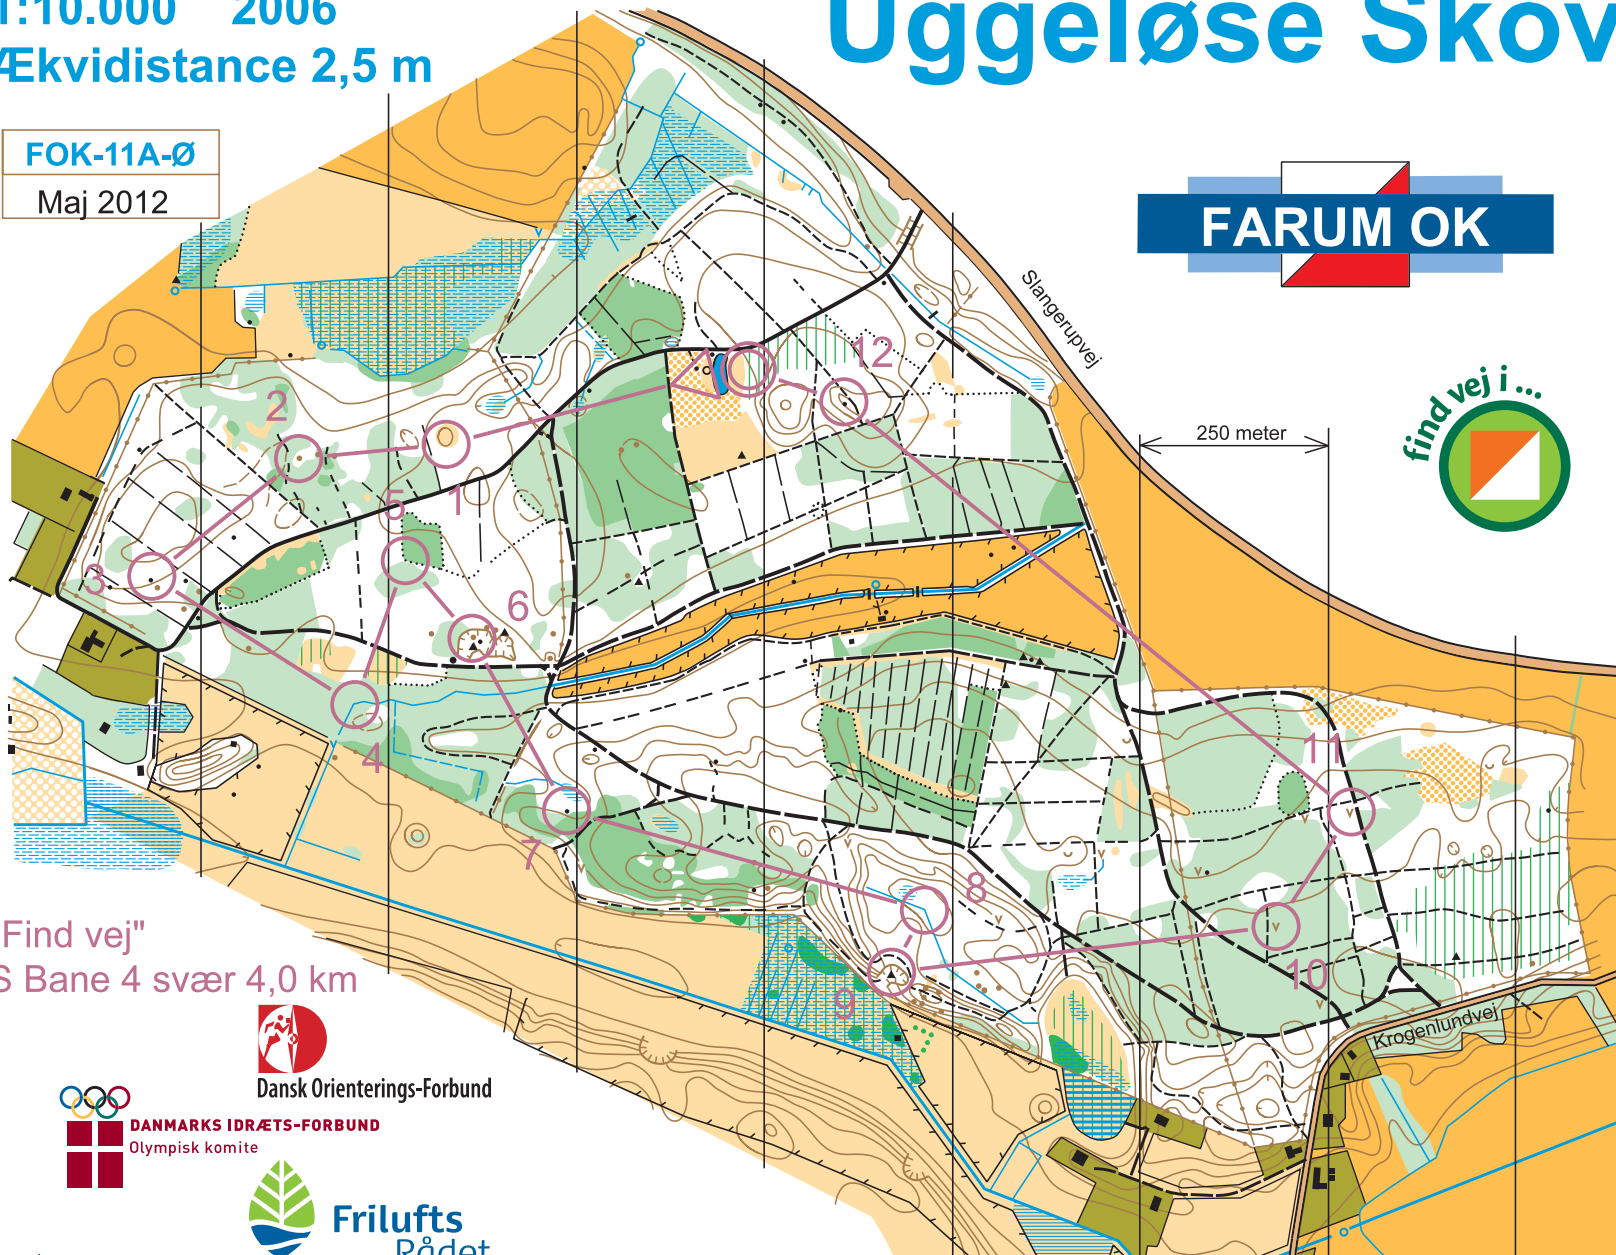 1:10.000 2006
Ækvidistance 2,5 m
Uggeløse Skov
FOK-11A-Ø
Maj 2012
FARUM OK
Slangerupvej
find vej i ...
250 meter
12
2
5
1
3
6
4
11
7
8
10
9
Krogenlundvej
Find vej"
S Bane 4 svær 4,0 km
Dansk Orienterings-Forbund
DANMARKS IDRÆTS-FORBUND
Olympisk komite
Frilufts
Rådet